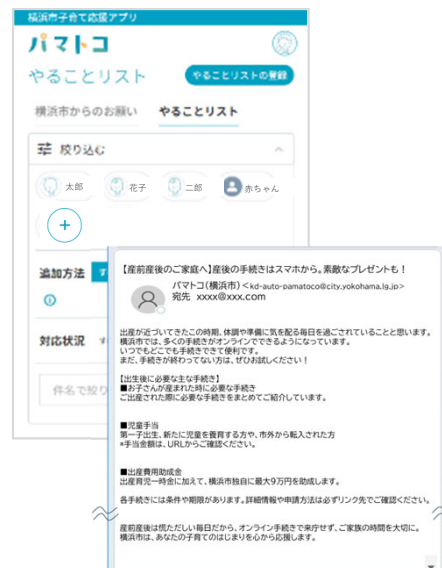 横浜市子育て応援アプリ
パマトコ
やることリスト
やることリストの登録
横浜市からのお願い やることリスト
絞り込む
太郎 花子 二郎 赤ちゃん
+
追加方法
対応状況
件名で絞り
【産前産後のご家庭へ】産後の手続きはスマホから。素敵なプレゼントも！
パマトコ（横浜市）<kd-auto-pamatoco@city.yokohama.lg.jp>
宛先 xxxx@xxx.com
出産が近づいてきたこの時期、体調や準備に気を配る毎日を過ごされていることと思います。
横浜市では、多くの手続きがオンラインでできるようになっています。
いつでもどこでも手続きできて便利です。
まだ、手続きが終わってない方は、ぜひお試しください！
【出生後に必要な主な手続き】
■お子さんが産まれた時に必要な手続き
ご出産された際に必要な手続きをまとめてご紹介しています。
■児童手当
第一子出生、新たに児童を養育する方や、市外から転入された方
*手当金額は、URLからご確認ください。
■出産費用助成金
出産育児一時金に加えて、横浜市独自に最大9万円を助成します。
各手続きには条件や期限があります。詳細情報や申請方法は必ずリンク先でご確認ください。
産前産後は慌ただしい毎日だから、オンライン手続きで来庁せず、ご家族の時間を大切に。
横浜市は、あなたの子育てのはじまりを心から応援します。